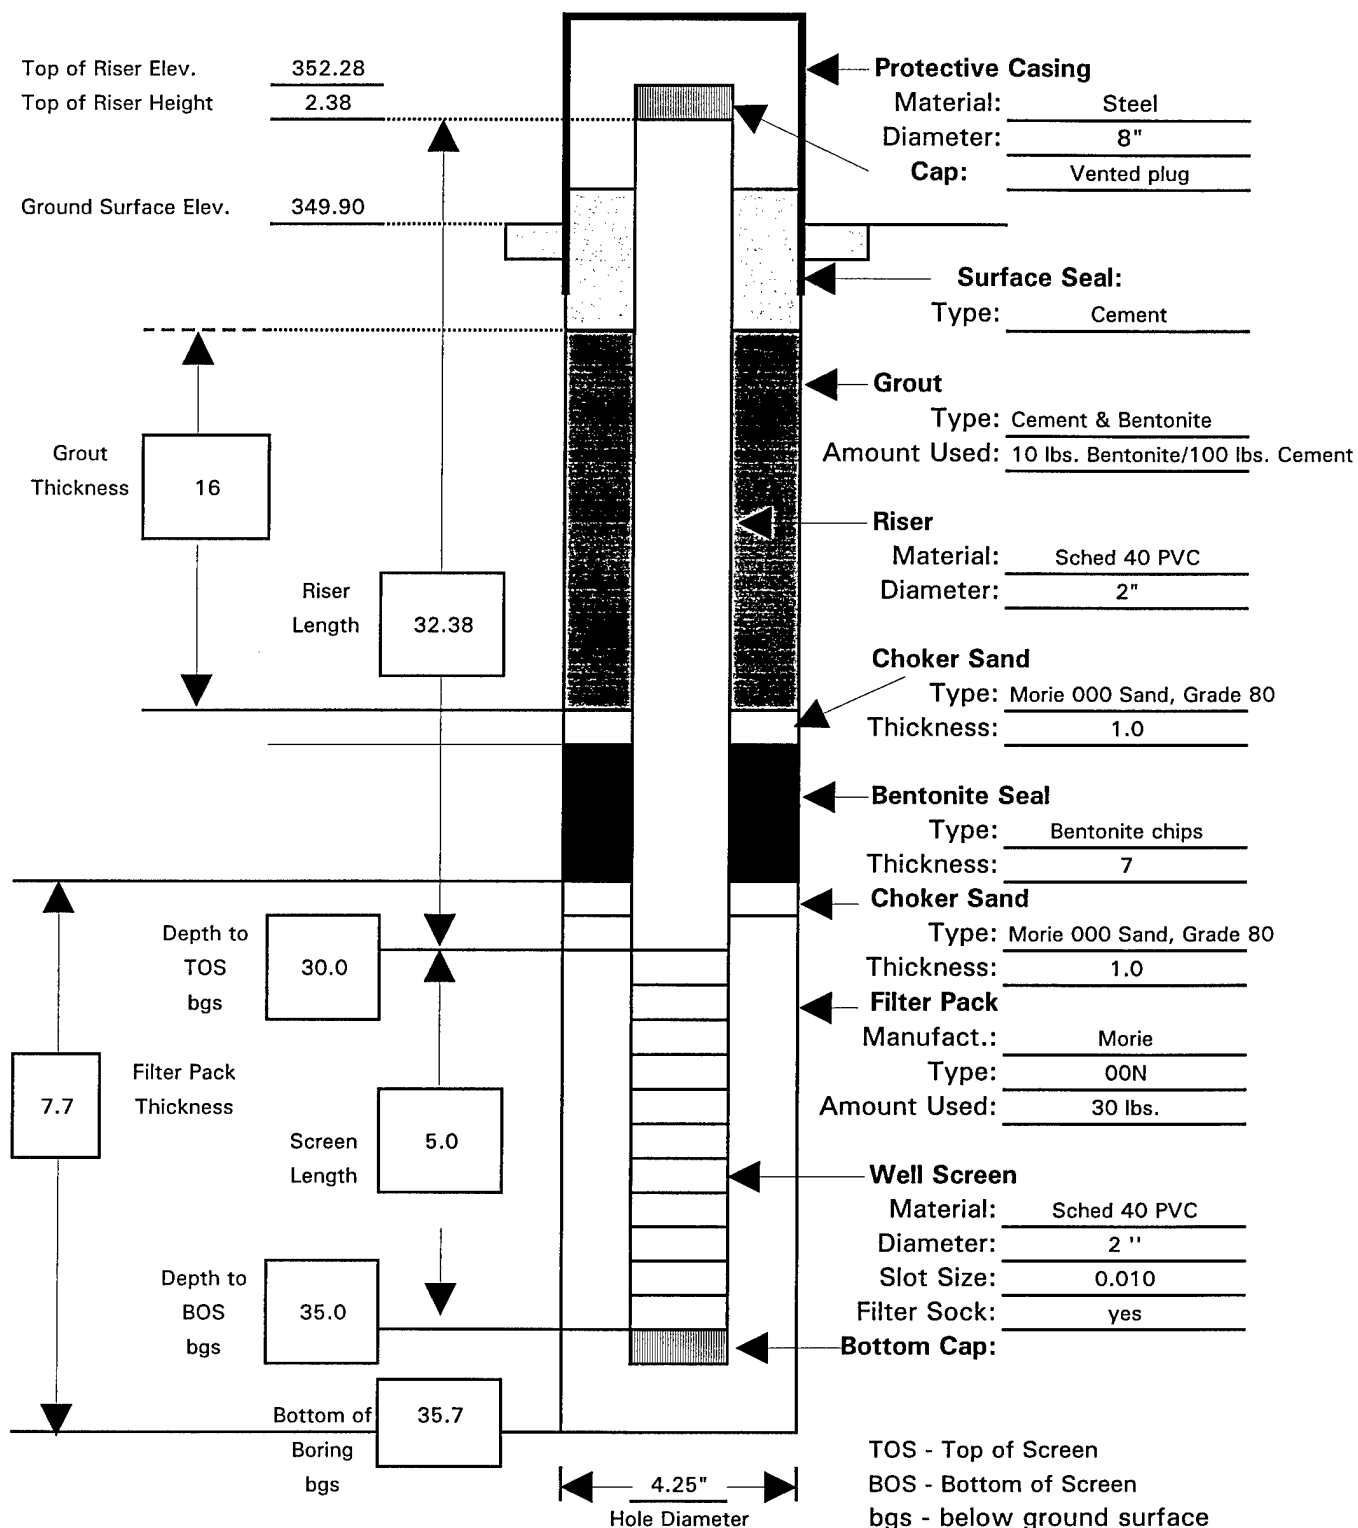 Top of Riser Elev. 352.28
Top of Riser Height 2.38
Ground Surface Elev. 349.90
Grout
Thickness
16
Riser
Length
32.38
Depth to
TOS
bgs
30.0
7.7
Filter Pack
Thickness
Screen
Length
5.0
Depth to
BOS
bgs
35.0
Bottom of
Boring
bgs
35.7
4.25"
Hole Diameter
Protective Casing
Material: Steel
Diameter: 8"
Cap: Vented plug
Surface Seal:
Type: Cement
Grout
Type: Cement & Bentonite
Amount Used: 10 lbs. Bentonite/100 lbs. Cement
Riser
Material: Sched 40 PVC
Diameter: 2"
Choker Sand
Type: Morie 000 Sand, Grade 80
Thickness: 1.0
Bentonite Seal
Type: Bentonite chips
Thickness: 7
Choker Sand
Type: Morie 000 Sand, Grade 80
Thickness: 1.0
Filter Pack
Manufact.: Morie
Type: 00N
Amount Used: 30 lbs.
Well Screen
Material: Sched 40 PVC
Diameter: 2 ''
Slot Size: 0.010
Filter Sock: yes
Bottom Cap:
TOS - Top of Screen
BOS - Bottom of Screen
bgs - below ground surface